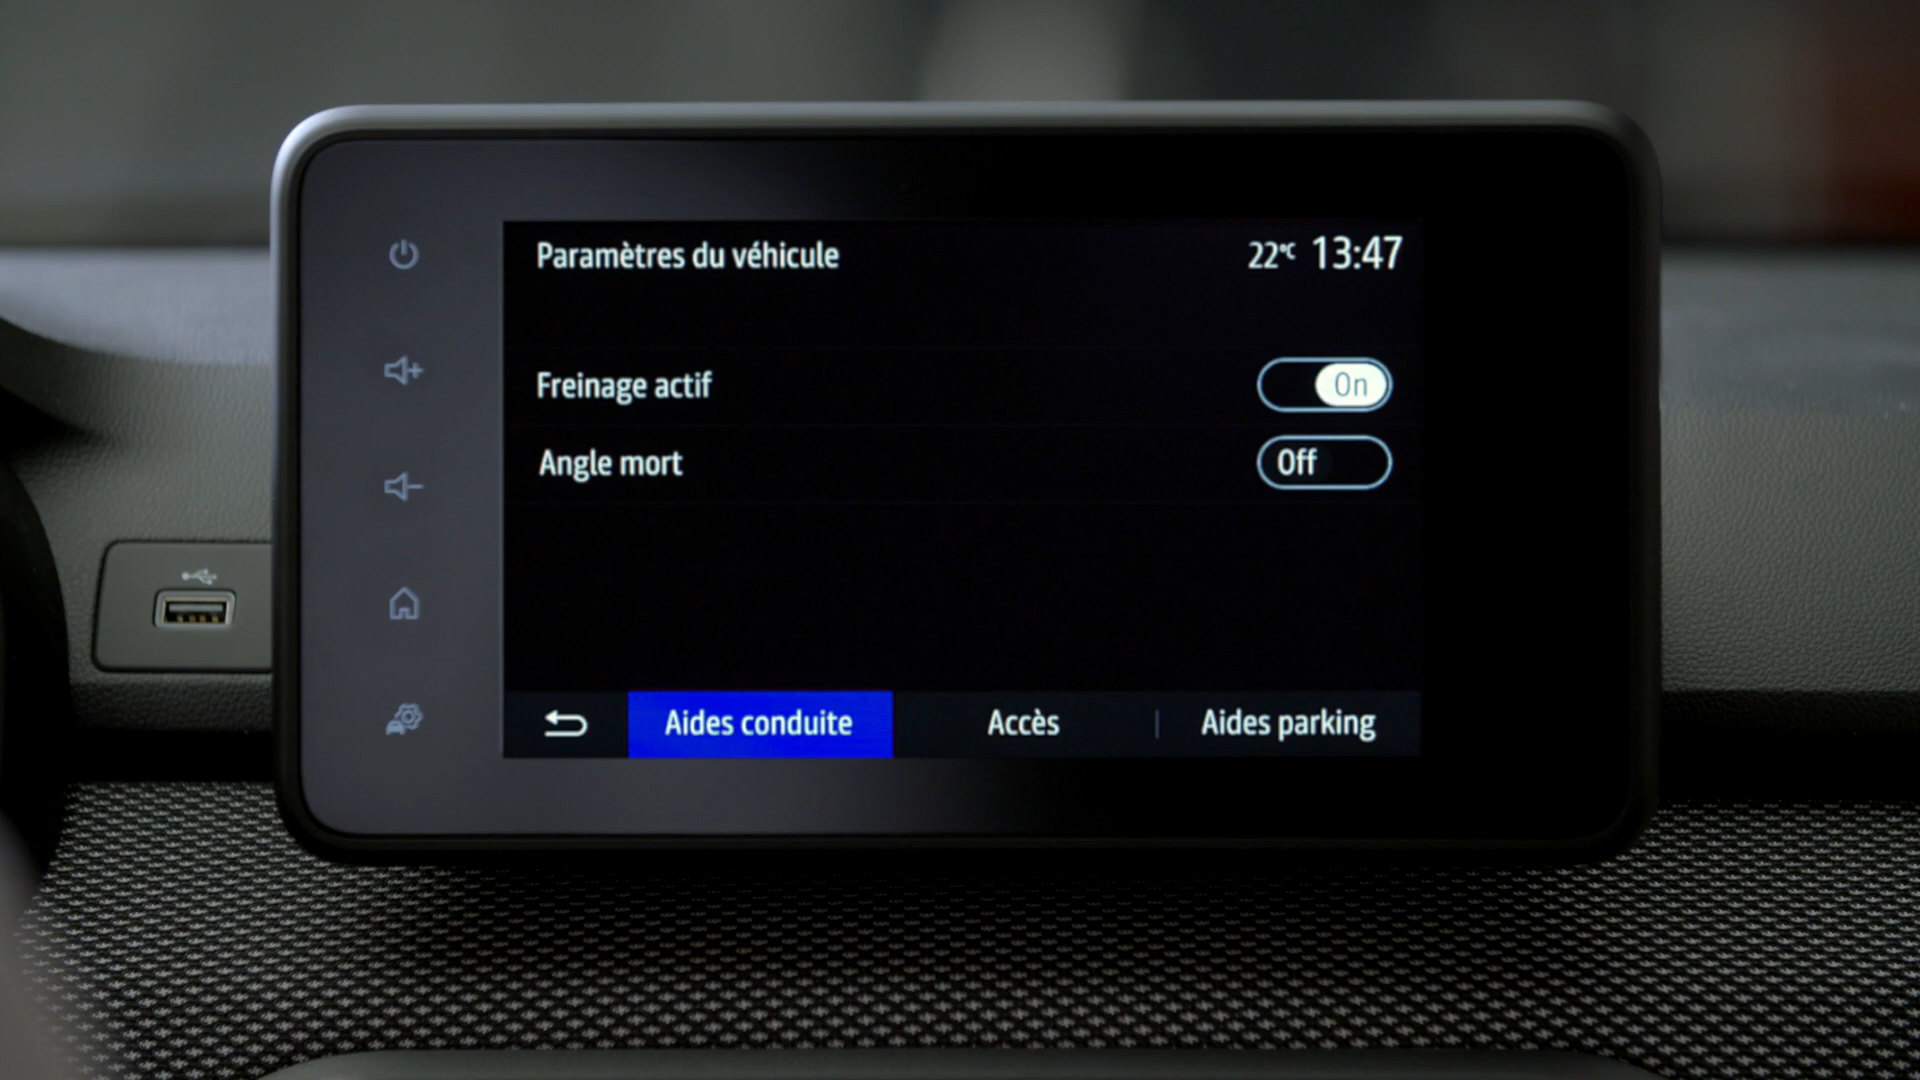 Paramètres du véhicule 22°C 13:47
Freinage actif On
Angle mort Off
Aides conduite Accès Aides parking